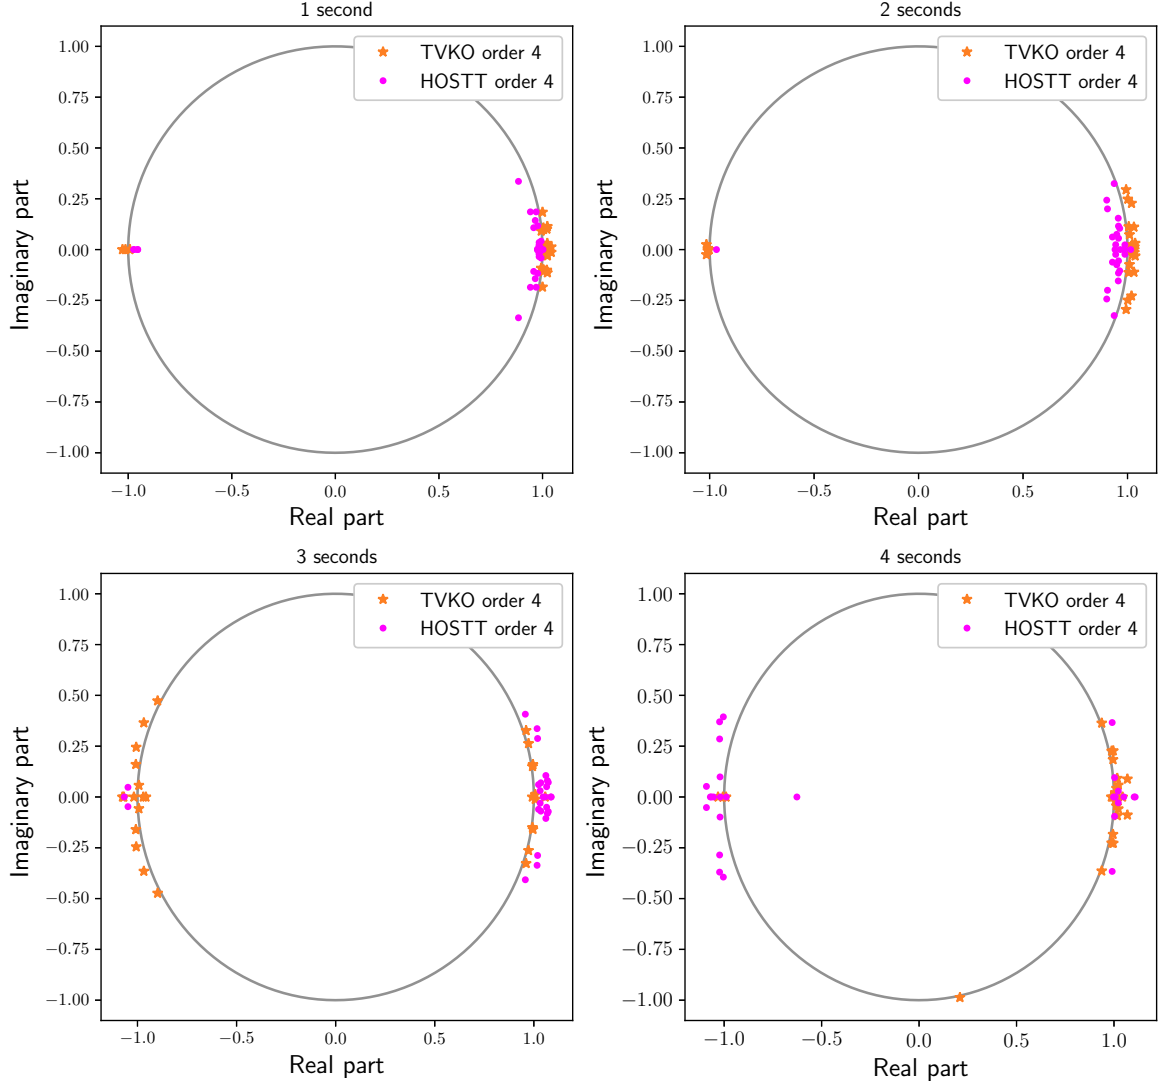 1 second
TVKO order 4
HOSTT order 4
1.00
0.75
0.50
0.25
0.00
−0.25
−0.50
−0.75
−1.00
Imaginary part
−1.0
−0.5
0.0
0.5
1.0
Real part
2 seconds
TVKO order 4
HOSTT order 4
1.00
0.75
0.50
0.25
0.00
−0.25
−0.50
−0.75
−1.00
Imaginary part
−1.0
−0.5
0.0
0.5
1.0
Real part
3 seconds
TVKO order 4
HOSTT order 4
1.00
0.75
0.50
0.25
0.00
−0.25
−0.50
−0.75
−1.00
Imaginary part
−1.0
−0.5
0.0
0.5
1.0
Real part
4 seconds
TVKO order 4
HOSTT order 4
1.00
0.75
0.50
0.25
0.00
−0.25
−0.50
−0.75
−1.00
Imaginary part
−1.0
−0.5
0.0
0.5
1.0
Real part